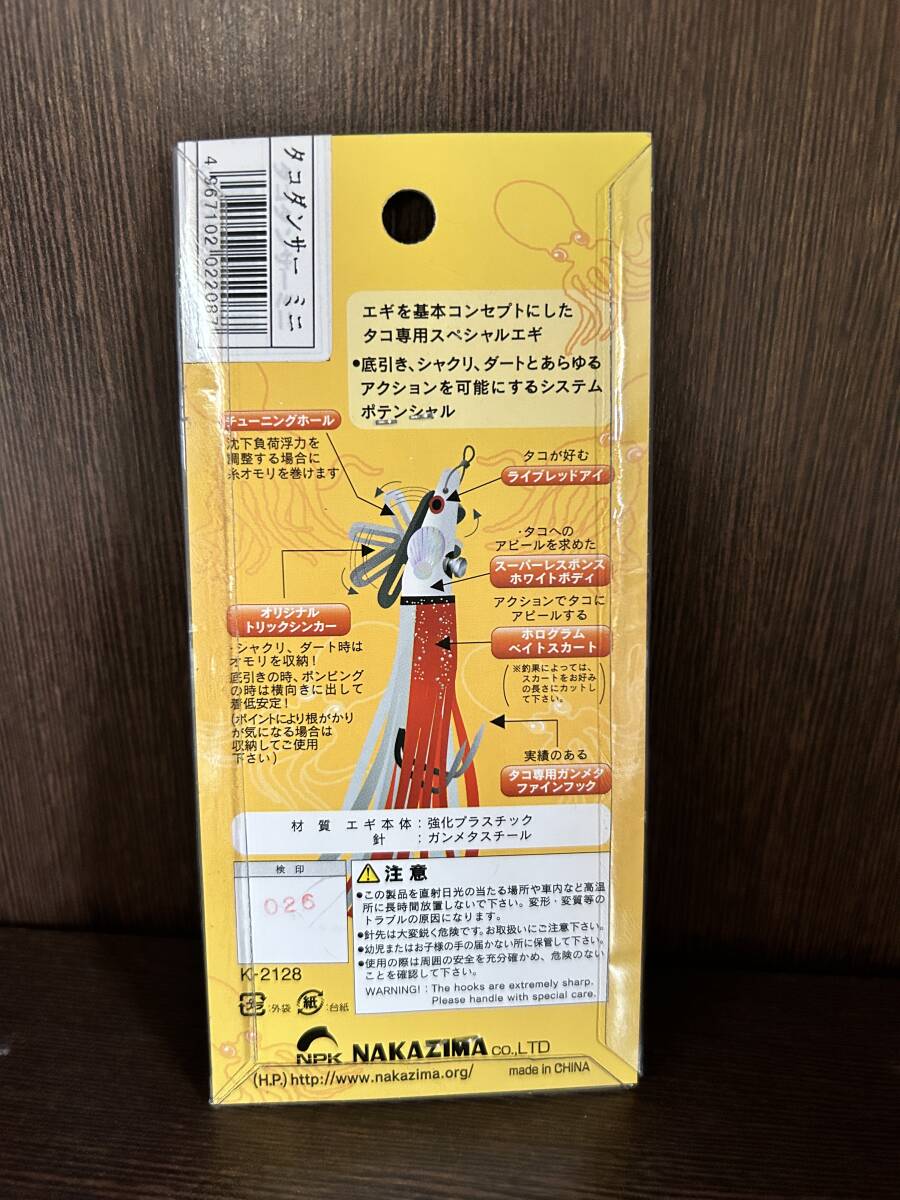 タコダンサー ミニ
4 967102 022087
エギを基本コンセプトにした
タコ専用スペシャルエギ
•底引き、シャクリ、ダートとあらゆる
アクションを可能にするシステム
ポテンシャル
チューニングホール
沈下負荷浮力を
調整する場合に
糸オモリを巻けます
タコが好む
ライブレッドアイ
・タコへの
アピールを求めた
スーパーレスポンス
ホワイトボディ
オリジナル
トリックシンカー
・シャクリ、ダート時は
オモリを収納！
底引きの時、ポンピング
の時は横向きに出して
着低安定！
(ポイントにより根がかり
が気になる場合は
収納してご使用
下さい)
アクションでタコに
アピールする
ホログラム
ベイトスカート
(※釣果によっては、
スカートをお好み
の長さにカットし
て下さい。)
実績のある
タコ専用ガンメタ
ファインフック
材質 エギ本体：強化プラスチック
針：ガンメタスチール
検印
026
K-2128
プラ：外袋 紙：台紙
注意
•この製品を直射日光の当たる場所や車内など高温
所に長時間放置しないで下さい。変形・変質等の
トラブルの原因になります。
•針先は大変鋭く危険です。お取扱いにご注意下さい。
•幼児またはお子様の手の届かない所に保管して下さい。
•使用の際は周囲の安全を充分確かめ、危険のない
ことを確認して下さい。
WARNING!：The hooks are extremely sharp.
Please handle with special care.
NPK NAKAZIMA CO.,LTD
(H.P.) http://www.nakazima.org/ made in CHINA